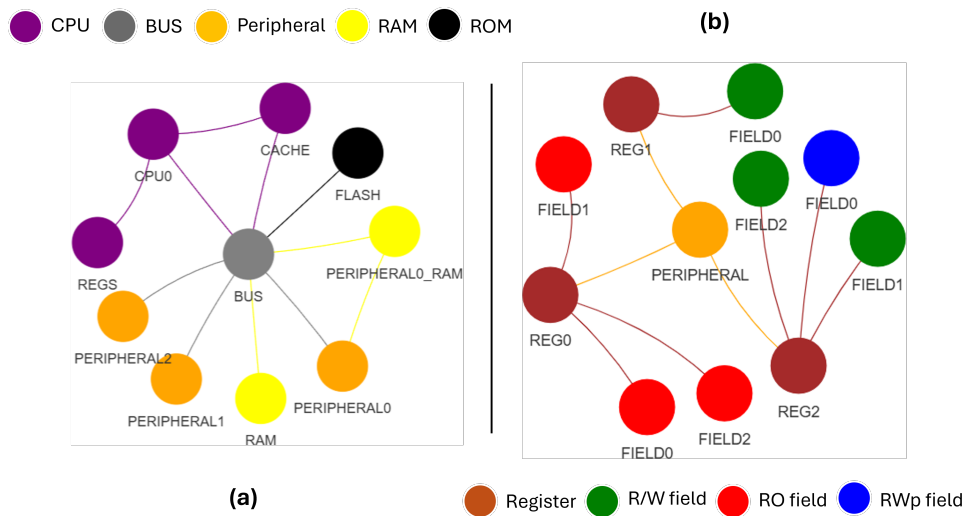 CPU BUS Peripheral RAM ROM
(b)
CACHE
CPU0
FLASH
REGS
PERIPHERAL0_RAM
BUS
PERIPHERAL2
PERIPHERAL1
PERIPHERAL0
RAM
(a)
FIELD0
REG1
FIELD0
FIELD1
FIELD2
PERIPHERAL
FIELD1
REG0
REG2
FIELD2
FIELD0
Register R/W field RO field RWp field